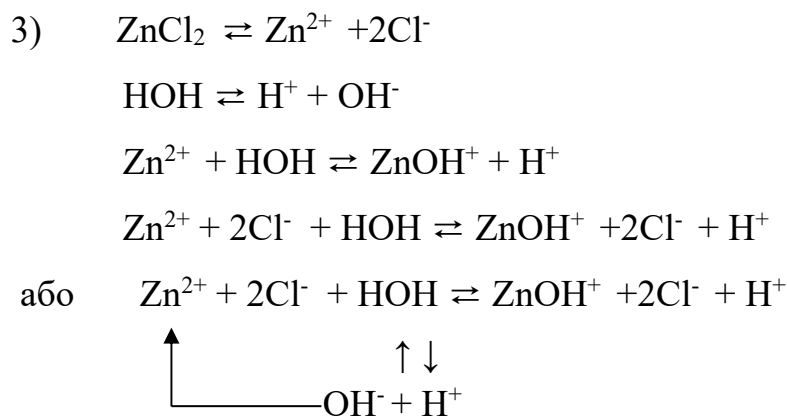 3) ZnCl₂ ⇄ Zn²⁺ +2Cl⁻
HOH ⇄ H⁺ + OH⁻
Zn²⁺ + HOH ⇄ ZnOH⁺ + H⁺
Zn²⁺ + 2Cl⁻ + HOH ⇄ ZnOH⁺ +2Cl⁻ + H⁺
або Zn²⁺ + 2Cl⁻ + HOH ⇄ ZnOH⁺ +2Cl⁻ + H⁺
↑ ↓
OH⁻ + H⁺